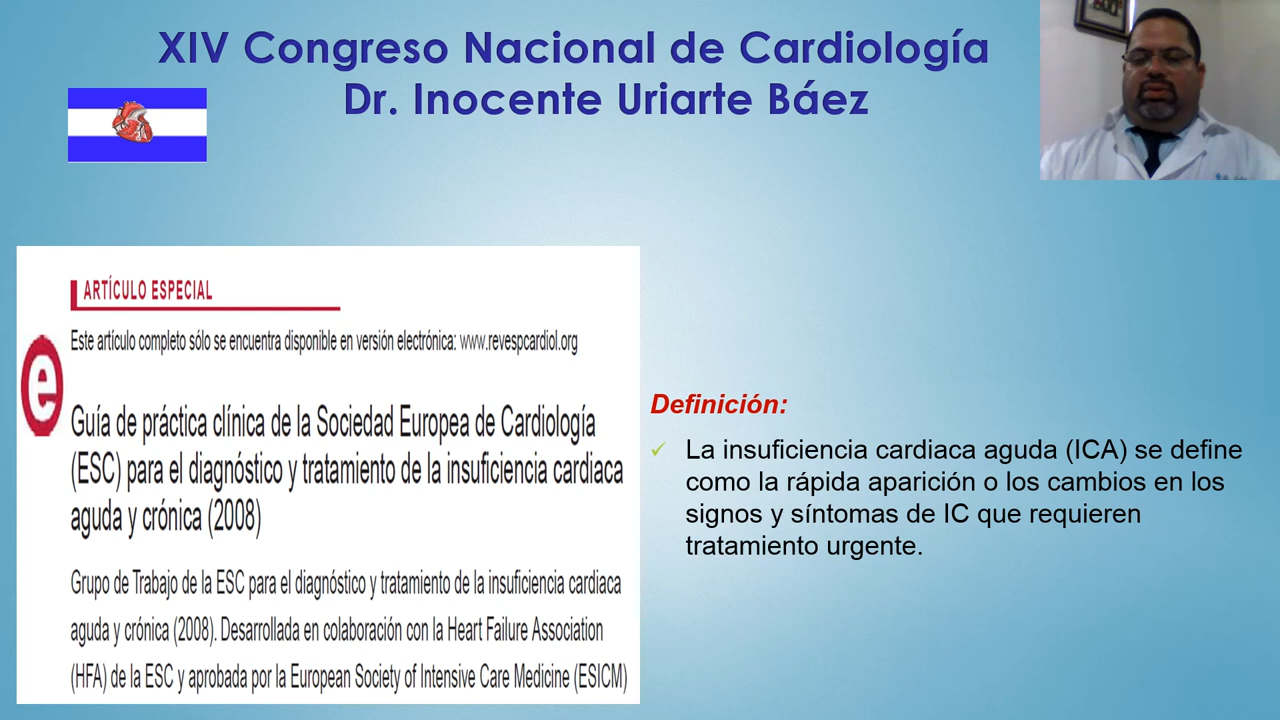 XIV Congreso Nacional de Cardiología
Dr. Inocente Uriarte Báez
ARTÍCULO ESPECIAL
Este artículo completo sólo se encuentra disponible en versión electrónica: www.revespcardiol.org
e
Guía de práctica clínica de la Sociedad Europea de Cardiología
(ESC) para el diagnóstico y tratamiento de la insuficiencia cardiaca
aguda y crónica (2008)
Grupo de Trabajo de la ESC para el diagnóstico y tratamiento de la insuficiencia cardiaca
aguda y crónica (2008). Desarrollada en colaboración con la Heart Failure Association
(HFA) de la ESC y aprobada por la European Society of Intensive Care Medicine (ESICM)
Definición:
La insuficiencia cardiaca aguda (ICA) se define
como la rápida aparición o los cambios en los
signos y síntomas de IC que requieren
tratamiento urgente.